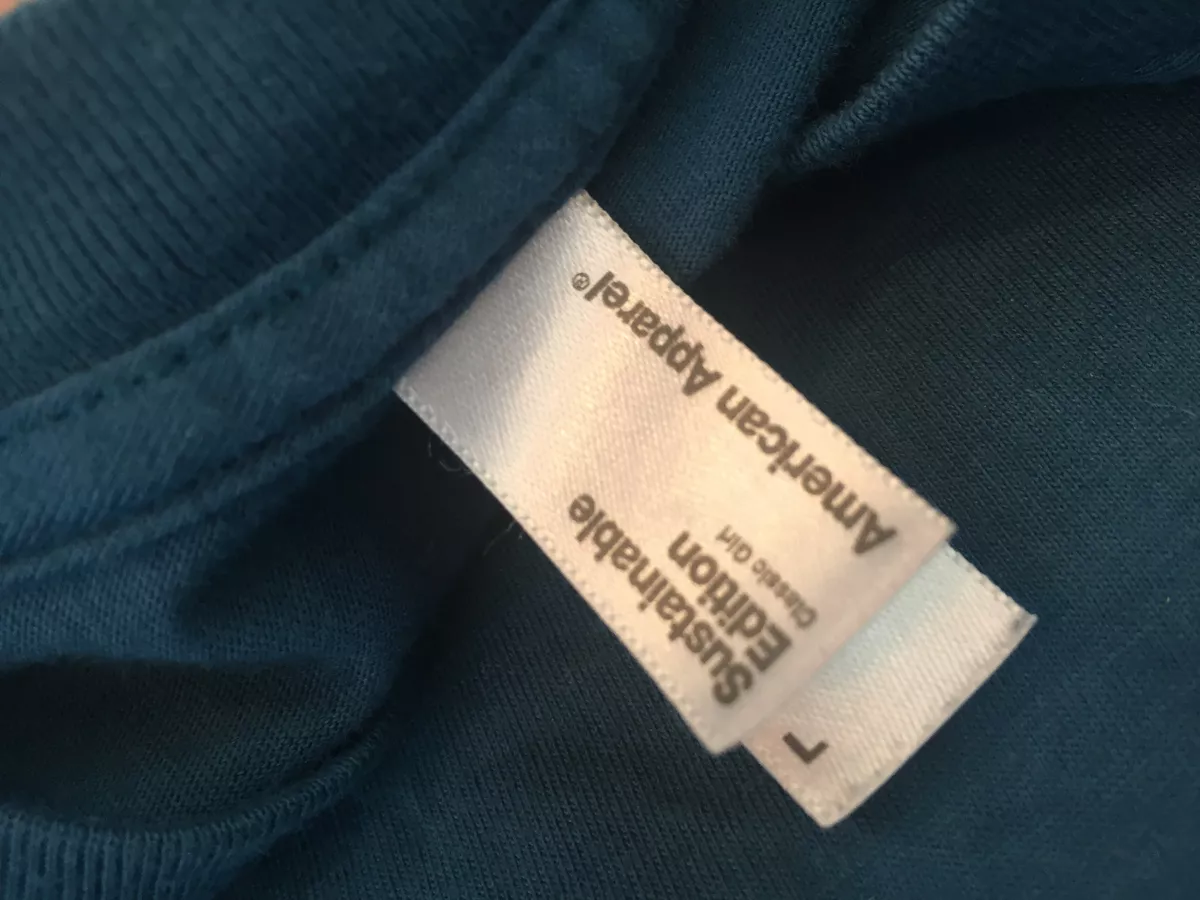 American Apparel®
Sustainable
Edition
Classic Girl
L